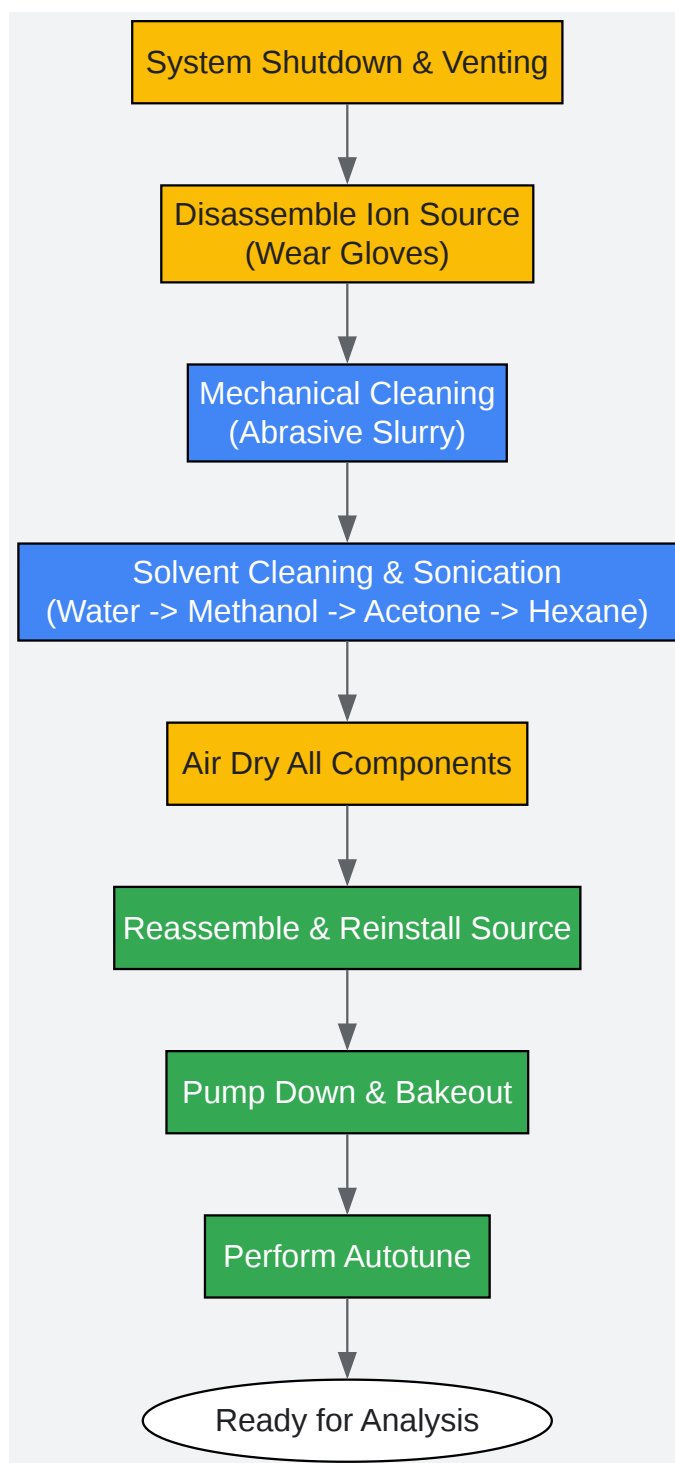 System Shutdown & Venting
Disassemble Ion Source
(Wear Gloves)
Mechanical Cleaning
(Abrasive Slurry)
Solvent Cleaning & Sonication
(Water -> Methanol -> Acetone -> Hexane)
Air Dry All Components
Reassemble & Reinstall Source
Pump Down & Bakeout
Perform Autotune
Ready for Analysis